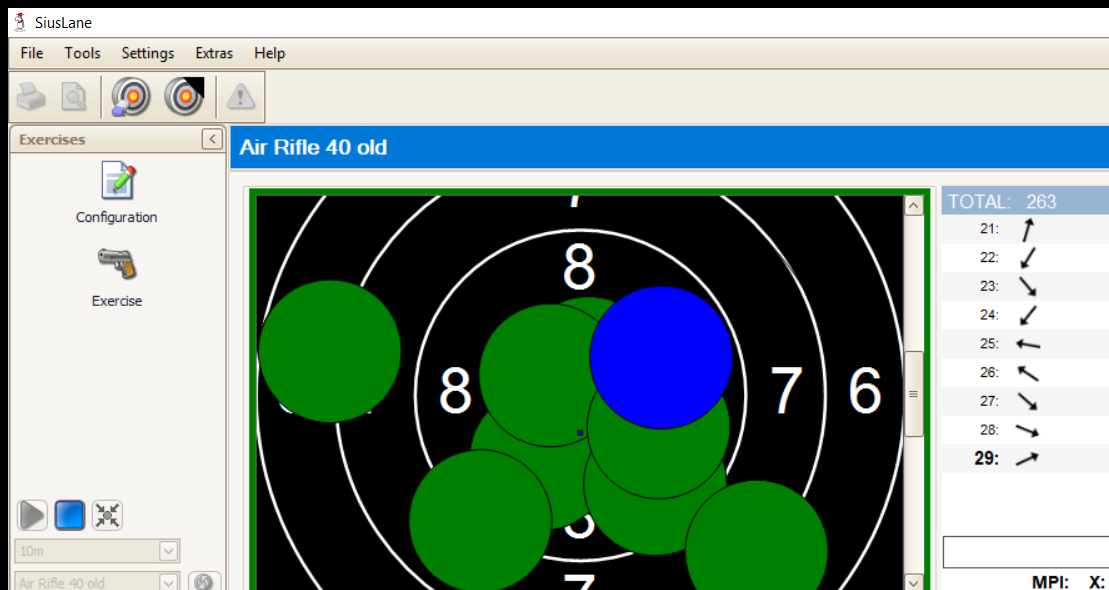 SiusLane
File Tools Settings Extras Help
Exercises
Configuration
Exercise
10m
Air Rifle 40 old
Air Rifle 40 old
7
8
8 7 6
7
TOTAL: 263
21:
22:
23:
24:
25:
26:
27:
28:
29:
MPI: X: